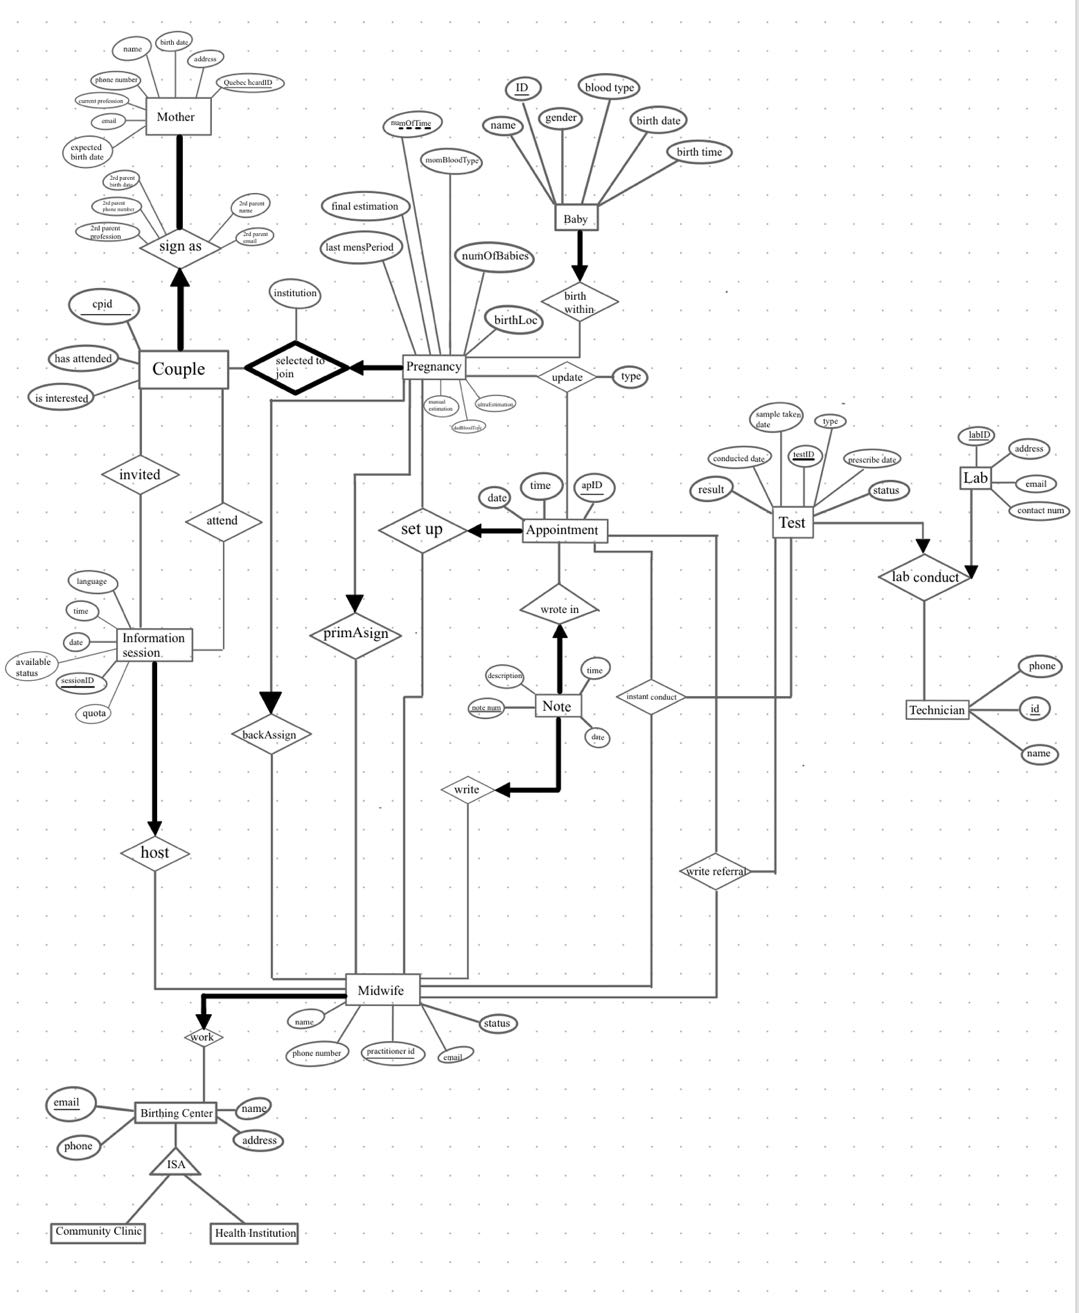 name
birth date
address
phone number
Quebec hcardID
current profession
email
expected
birth date
Mother
2rd parent
birth date
2rd parent
phone number
2rd parent
profession
2rd parent
name
2rd parent
email
sign as
cpid
has attended
is interested
Couple
institution
selected to
join
numOfTime
momBloodType
final estimation
last mensPeriod
numOfBabies
birthLoc
Pregnancy
manual
estimation
ultraEstimation
dadBloodType
ID
name
gender
blood type
birth date
birth time
Baby
birth
within
update
type
invited
attend
set up
date
time
apID
Appointment
sample taken
date
type
conducted date
testID
prescribe date
result
status
Test
labID
address
email
contact num
Lab
lab conduct
wrote in
primAsign
language
time
date
available
status
sessionID
quota
Information
session.
description
time
note num
date
Note
instant conduct
phone
id
name
Technician
backAssign
write
host
write referral
Midwife
name
phone number
practitioner id
email
status
work
email
phone
name
address
Birthing Center
ISA
Community Clinic
Health Institution